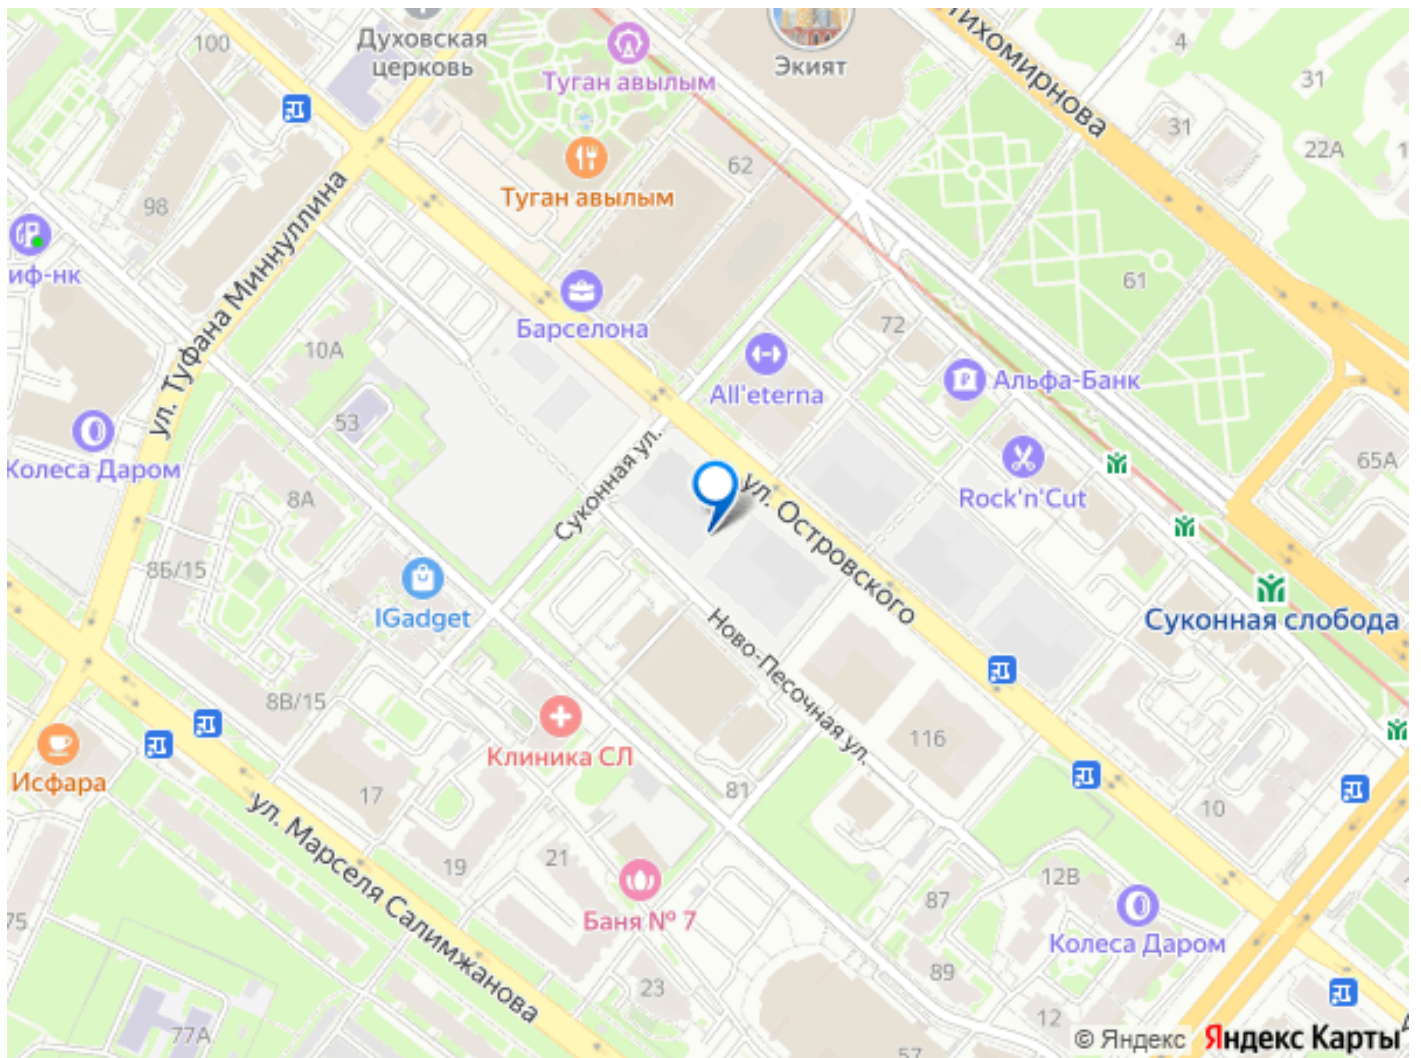 100
Духовская
церковь
Туган авылым
Экият
Тихомирнова
4
31
31
22А
62
Туган авылым
98
ул. Туфана Миннуллина
иф-нк
61
Барселона
72
10А
All'eterna
Альфа-Банк
53
Колеса Даром
Суконная ул.
Rock'n'Cut
65А
8А
ул. Островского
8Б/15
IGadget
Суконная слобода
Ново-Песочная ул.
8В/15
Клиника СЛ
116
Исфара
17
81
10
ул. Марселя Салимжанова
19
21
12В
87
Баня № 7
Колеса Даром
75
89
23
12
77А
57
© Яндекс Яндекс Карты